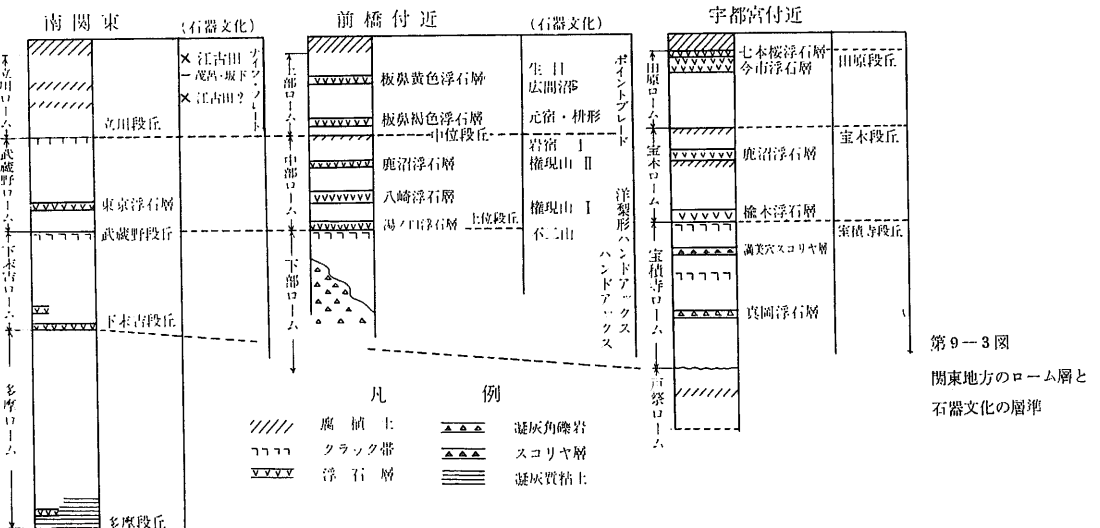 南関東
(石器文化)
立川ローム
武蔵野ローム
下末吉ローム
多摩ローム
立川段丘
東京浮石層
武蔵野段丘
下末吉段丘
多摩段丘
× 江古田
ー 茂呂・坂下
× 江古田?
ナイフ・ブレード
前橋付近
(石器文化)
上部ローム
中部ローム
下部ローム
板鼻黄色浮石層
板鼻褐色浮石層
中位段丘
鹿沼浮石層
八崎浮石層
湯ノ口浮石層
上位段丘
広間沼
元宿・枡形
岩宿 Ⅰ
権現山 Ⅱ
権現山 Ⅰ
不二山
ポイントブレード
洋梨形ハンドアックス
ハンドアックス
宇都宮付近
田原ローム
宝木ローム
宝積寺ローム
戸祭ローム
七本桜浮石層
今市浮石層
鹿沼浮石層
満美穴スコリヤ層
真岡浮石層
田原段丘
宝木段丘
宝積寺段丘
凡例
腐植土
クラック帯
浮石層
凝灰角礫岩
スコリヤ層
凝灰質粘土
第9-3図
関東地方のローム層と
石器文化の層準